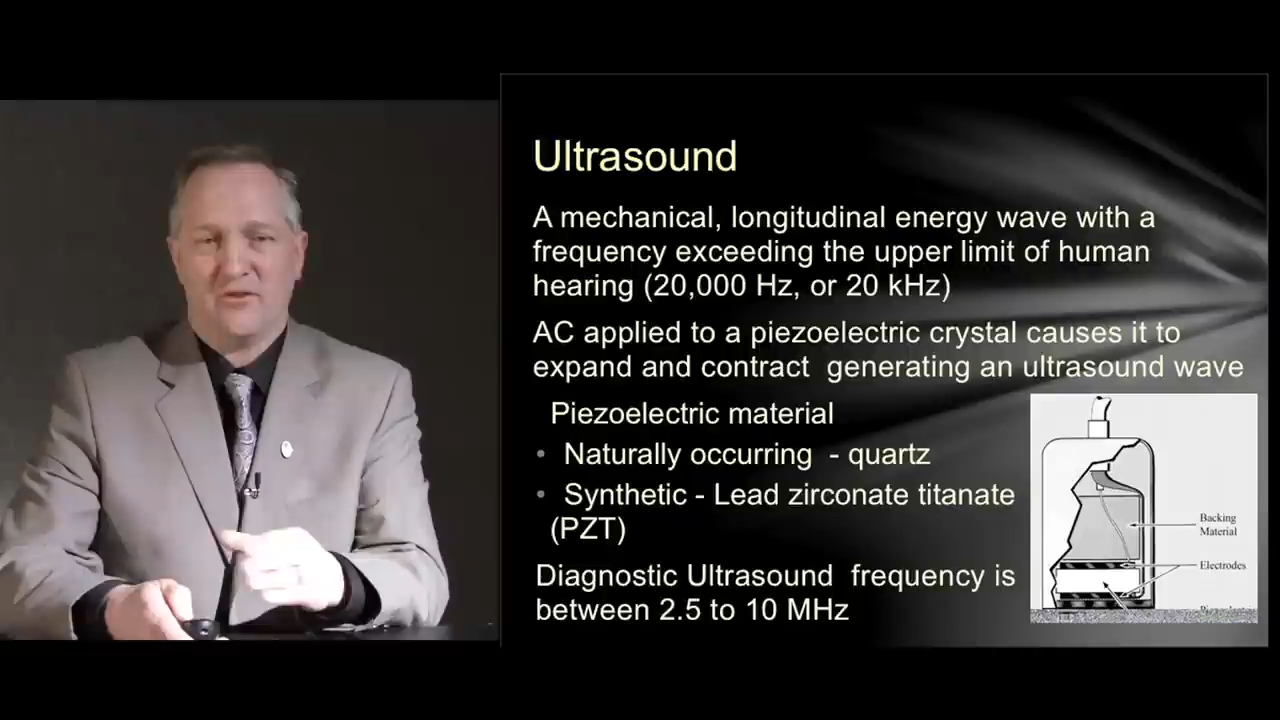 Ultrasound
A mechanical, longitudinal energy wave with a
frequency exceeding the upper limit of human
hearing (20,000 Hz, or 20 kHz)
AC applied to a piezoelectric crystal causes it to
expand and contract generating an ultrasound wave
Piezoelectric material
• Naturally occurring - quartz
• Synthetic - Lead zirconate titanate
(PZT)
Diagnostic Ultrasound frequency is
between 2.5 to 10 MHz
Backing
Material
Electrodes